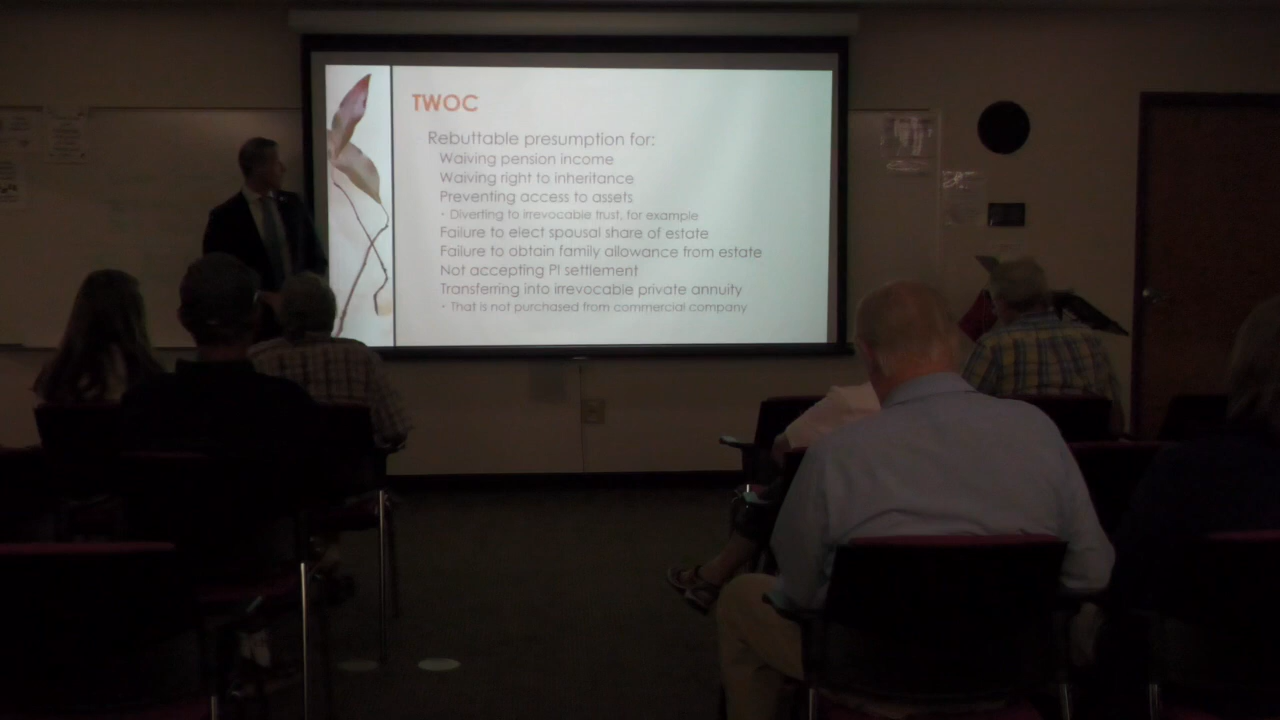 TWOC
Rebuttable presumption for:
Waiving pension income
Waiving right to inheritance
Preventing access to assets
• Diverting to irrevocable trust, for example
Failure to elect spousal share of estate
Failure to obtain family allowance from estate
Not accepting PI settlement
Transferring into irrevocable private annuity
• That is not purchased from commercial company